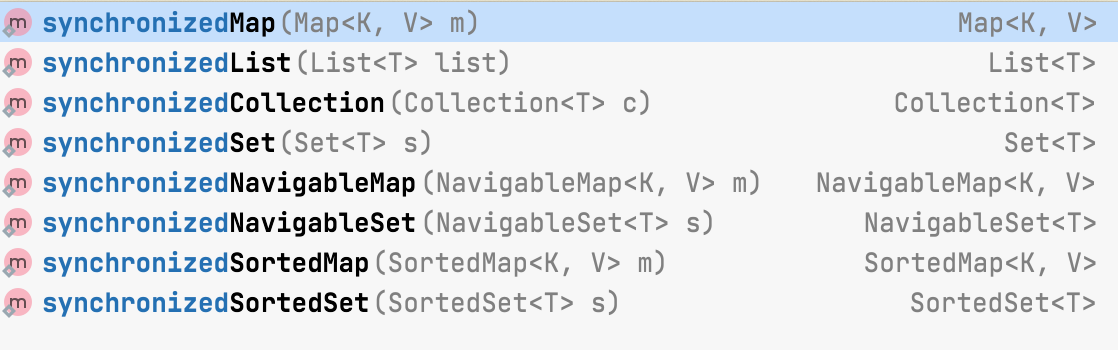 m synchronizedMap(Map<K, V> m) Map<K, V>
m synchronizedList(List<T> list) List<T>
m synchronizedCollection(Collection<T> c) Collection<T>
m synchronizedSet(Set<T> s) Set<T>
m synchronizedNavigableMap(NavigableMap<K, V> m) NavigableMap<K, V>
m synchronizedNavigableSet(NavigableSet<T> s) NavigableSet<T>
m synchronizedSortedMap(SortedMap<K, V> m) SortedMap<K, V>
m synchronizedSortedSet(SortedSet<T> s) SortedSet<T>